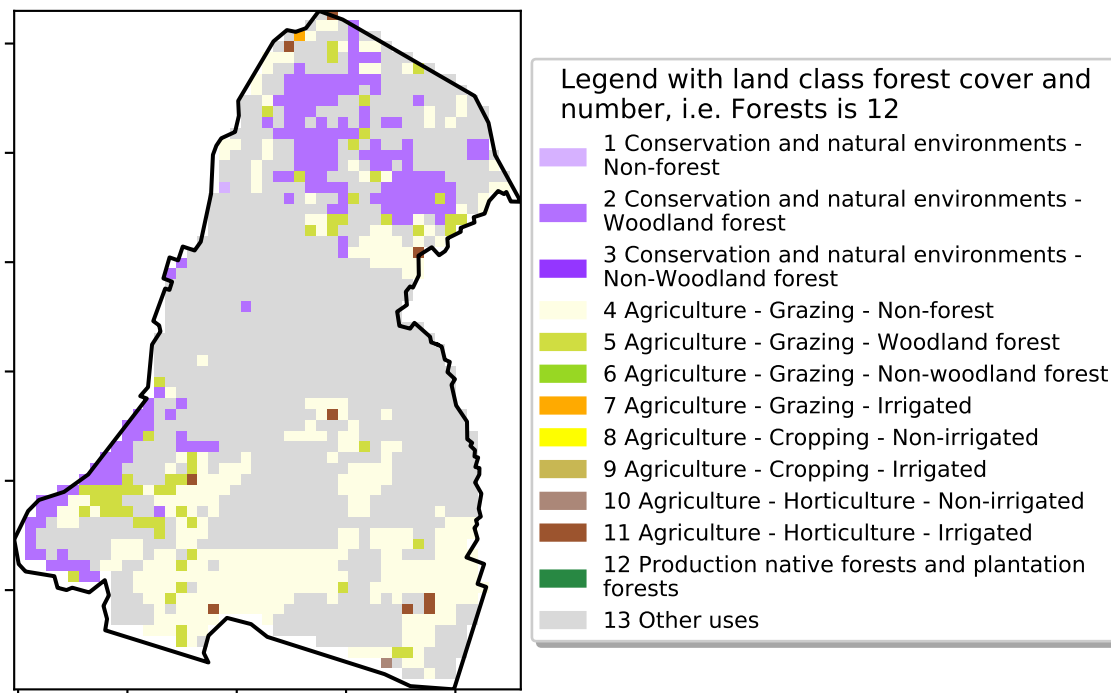 Legend with land class forest cover and
number, i.e. Forests is 12
1 Conservation and natural environments -
Non-forest
2 Conservation and natural environments -
Woodland forest
3 Conservation and natural environments -
Non-Woodland forest
4 Agriculture - Grazing - Non-forest
5 Agriculture - Grazing - Woodland forest
6 Agriculture - Grazing - Non-woodland forest
7 Agriculture - Grazing - Irrigated
8 Agriculture - Cropping - Non-irrigated
9 Agriculture - Cropping - Irrigated
10 Agriculture - Horticulture - Non-irrigated
11 Agriculture - Horticulture - Irrigated
12 Production native forests and plantation
forests
13 Other uses